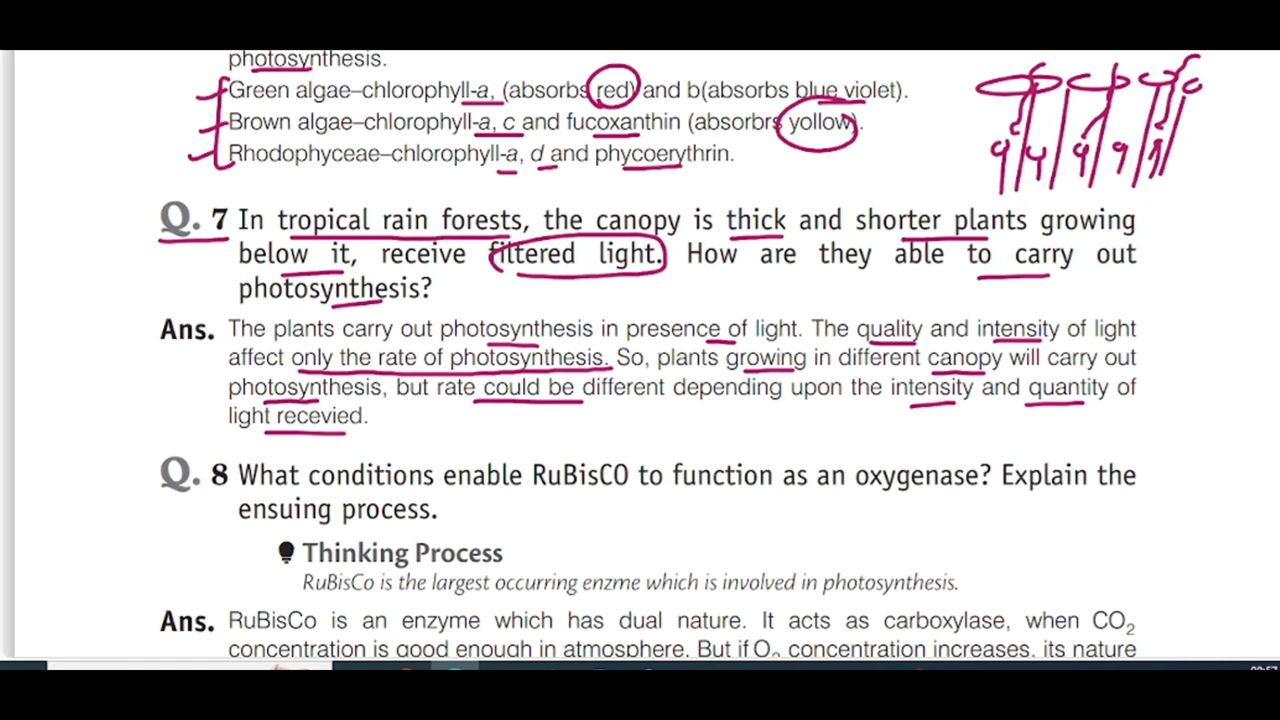 photosynthesis.
Green algae–chlorophyll-a, (absorbs red) and b(absorbs blue violet).
Brown algae–chlorophyll-a, c and fucoxanthin (absorbrs yollow).
Rhodophyceae–chlorophyll-a, d and phycoerythrin.
Q. 7 In tropical rain forests, the canopy is thick and shorter plants growing
below it, receive filtered light. How are they able to carry out
photosynthesis?
Ans. The plants carry out photosynthesis in presence of light. The quality and intensity of light
affect only the rate of photosynthesis. So, plants growing in different canopy will carry out
photosynthesis, but rate could be different depending upon the intensity and quantity of
light recevied.
Q. 8 What conditions enable RuBisCO to function as an oxygenase? Explain the
ensuing process.
Thinking Process
RuBisCo is the largest occurring enzme which is involved in photosynthesis.
Ans. RuBisCo is an enzyme which has dual nature. It acts as carboxylase, when CO₂
concentration is good enough in atmosphere. But if O₂ concentration increases, its nature